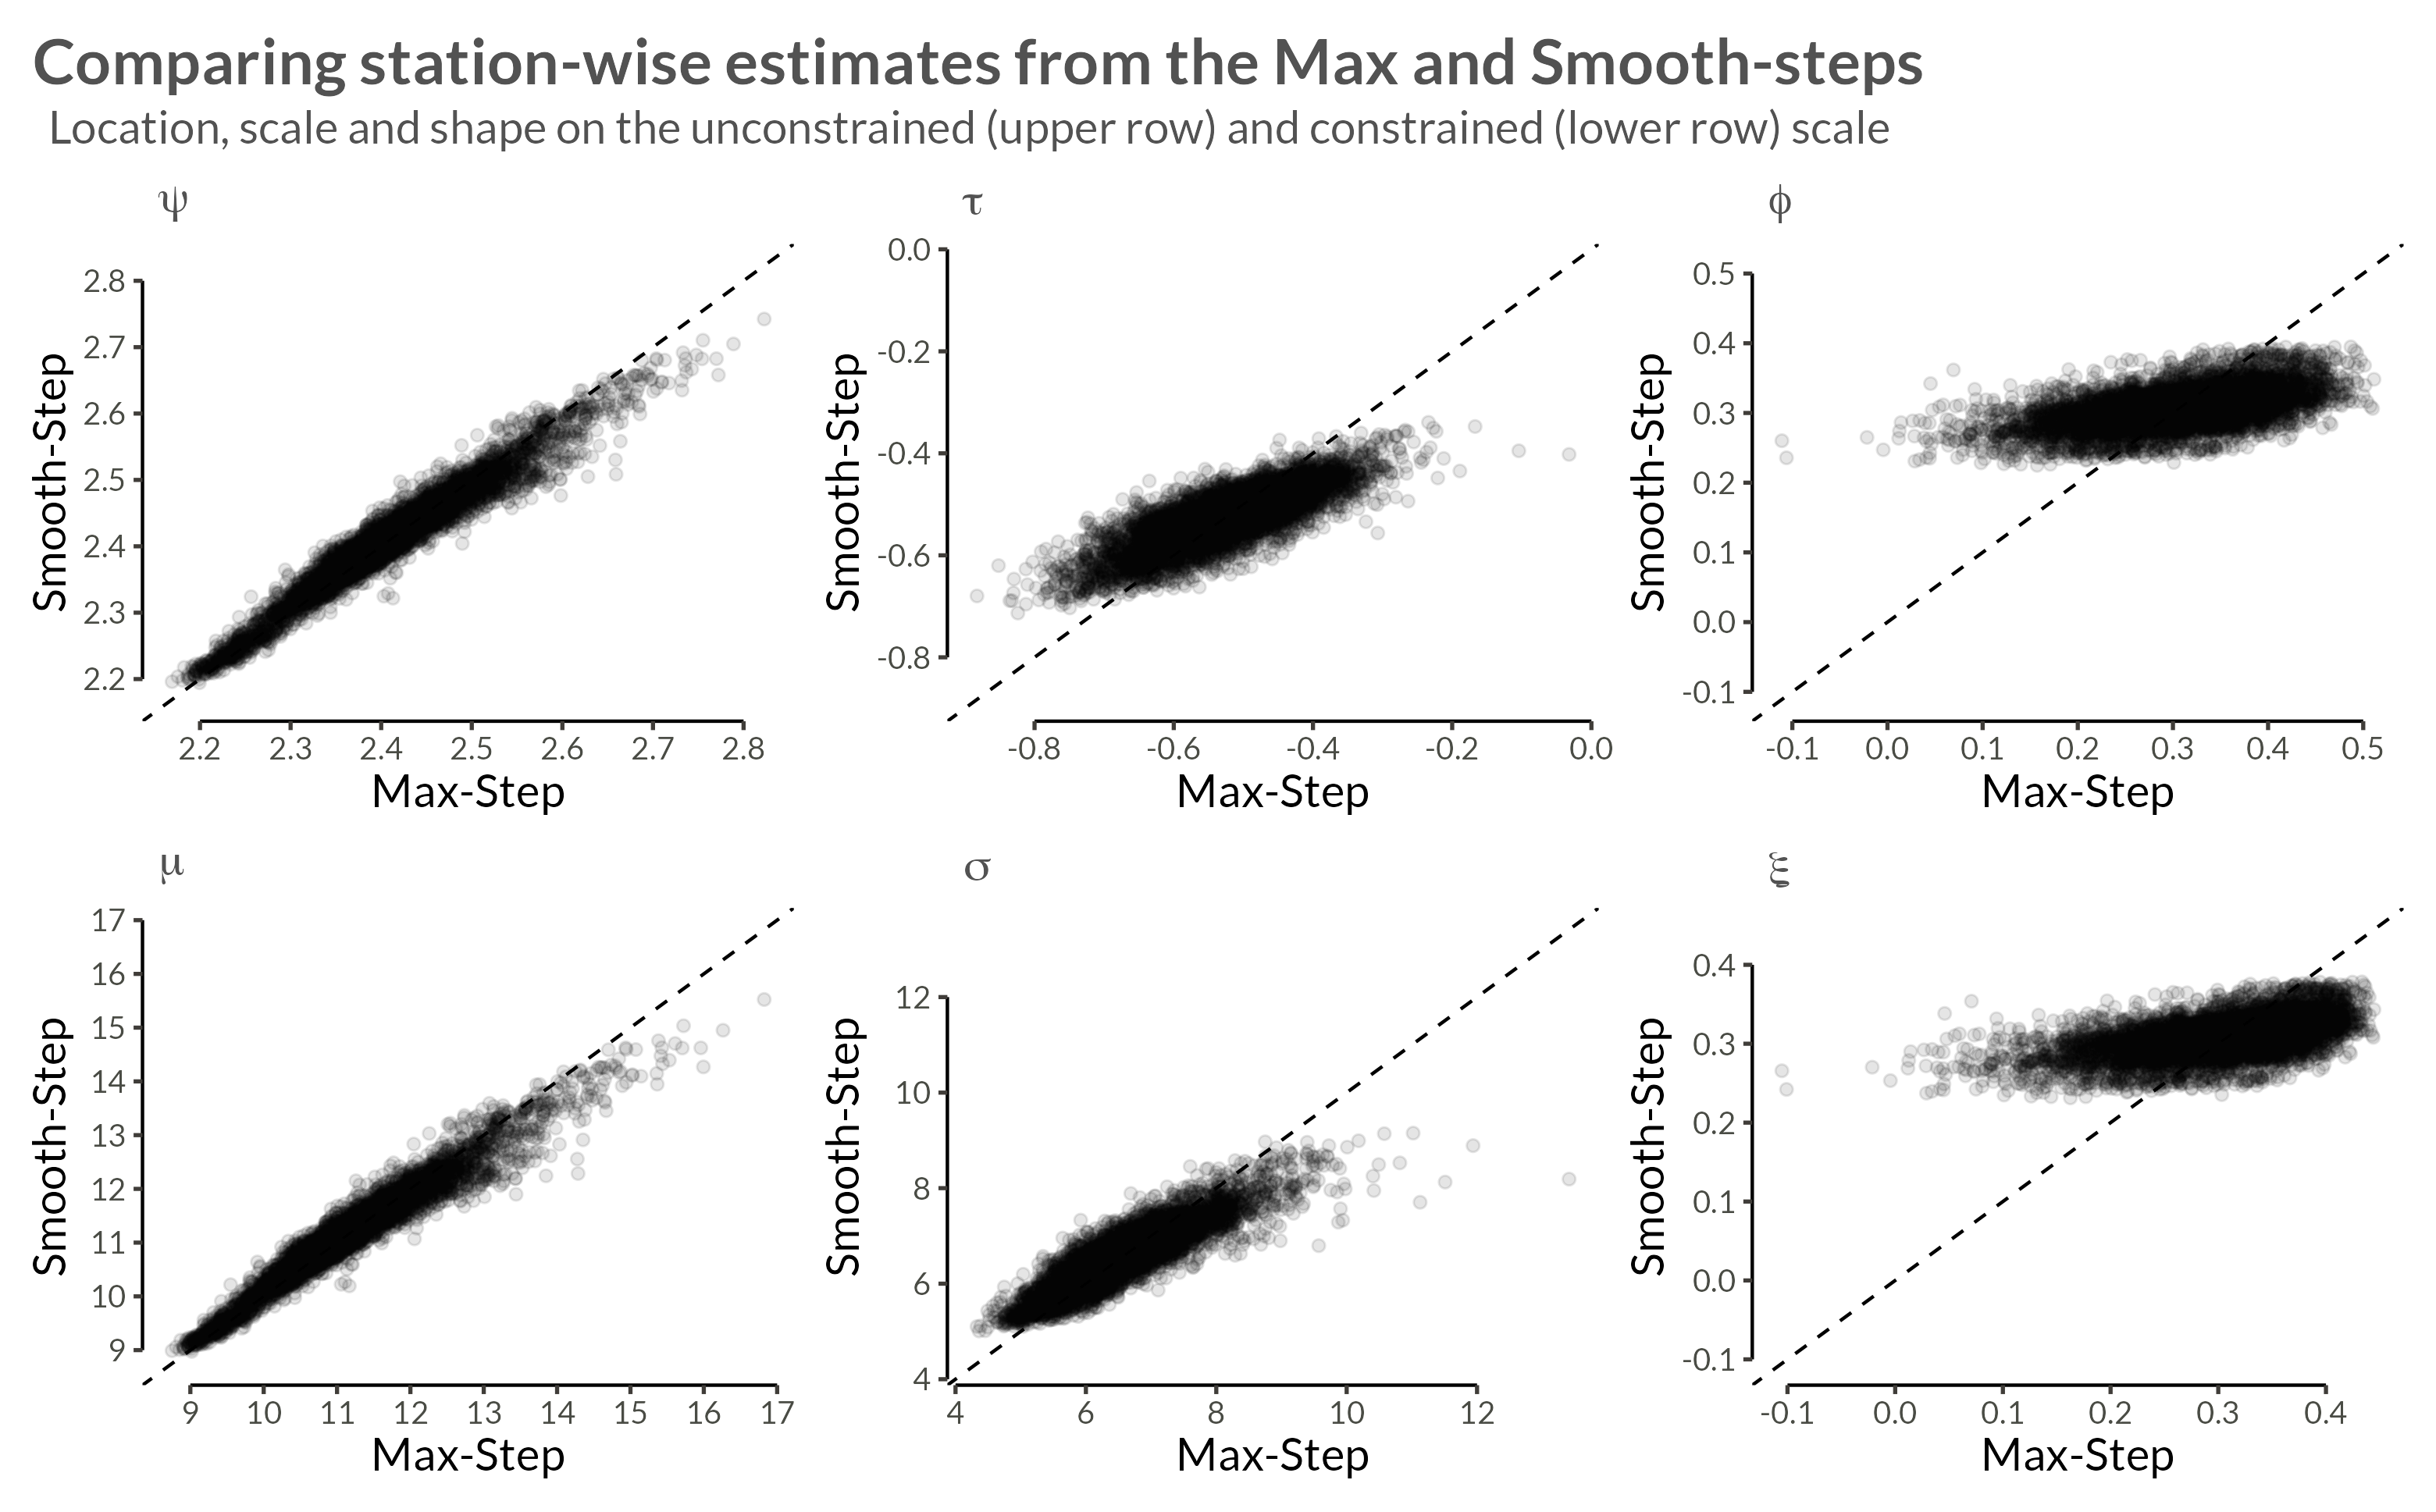 Comparing station-wise estimates from the Max and Smooth-steps
Location, scale and shape on the unconstrained (upper row) and constrained (lower row) scale
ψ
2.8
2.7
2.6
2.5
2.4
2.3
2.2
Smooth-Step
2.2 2.3 2.4 2.5 2.6 2.7 2.8
Max-Step
τ
0.0
-0.2
-0.4
-0.6
-0.8
Smooth-Step
-0.8 -0.6 -0.4 -0.2 0.0
Max-Step
ϕ
0.5
0.4
0.3
0.2
0.1
0.0
-0.1
Smooth-Step
-0.1 0.0 0.1 0.2 0.3 0.4 0.5
Max-Step
μ
17
16
15
14
13
12
11
10
9
Smooth-Step
9 10 11 12 13 14 15 16 17
Max-Step
σ
12
10
8
6
4
Smooth-Step
4 6 8 10 12
Max-Step
ξ
0.4
0.3
0.2
0.1
0.0
-0.1
Smooth-Step
-0.1 0.0 0.1 0.2 0.3 0.4
Max-Step